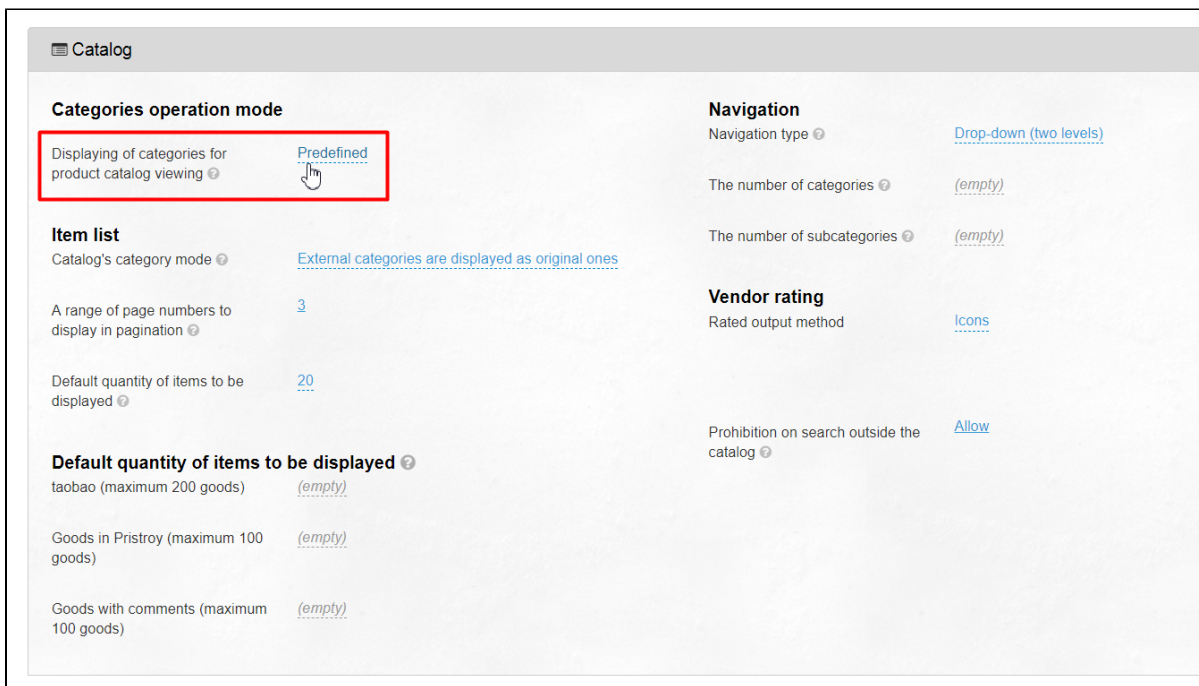 Catalog
Categories operation mode
Displaying of categories for
product catalog viewing
Predefined
Item list
Catalog's category mode
External categories are displayed as original ones
A range of page numbers to
display in pagination
3
Default quantity of items to be
displayed
20
Default quantity of items to be displayed
taobao (maximum 200 goods)
(empty)
Goods in Pristroy (maximum 100
goods)
(empty)
Goods with comments (maximum
100 goods)
(empty)
Navigation
Navigation type
Drop-down (two levels)
The number of categories
(empty)
The number of subcategories
(empty)
Vendor rating
Rated output method
Icons
Prohibition on search outside the
catalog
Allow